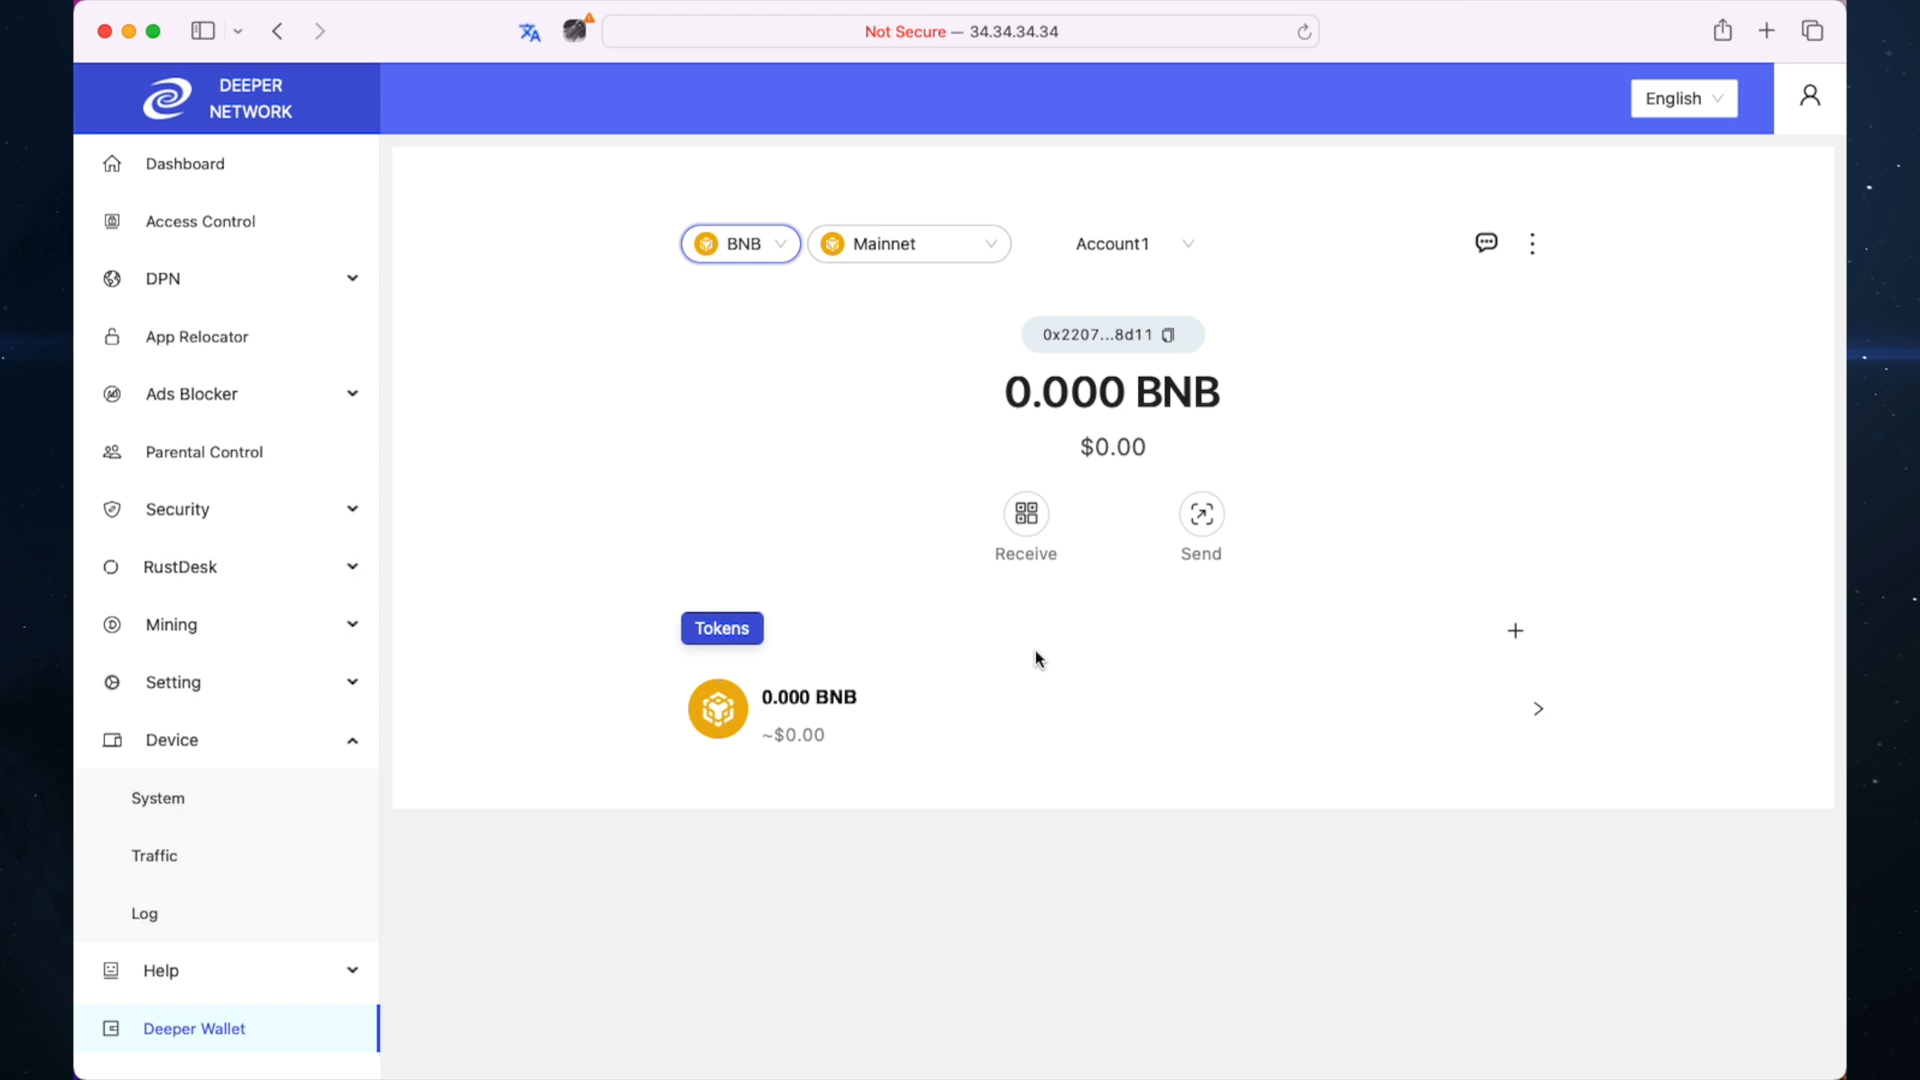 Not Secure — 34.34.34.34
DEEPER
NETWORK
English
Dashboard
Access Control
DPN
App Relocator
Ads Blocker
Parental Control
Security
RustDesk
Mining
Setting
Device
System
Traffic
Log
Help
Deeper Wallet
BNB
Mainnet
Account1
0x2207...8d11
0.000 BNB
$0.00
Receive
Send
Tokens
0.000 BNB
~$0.00